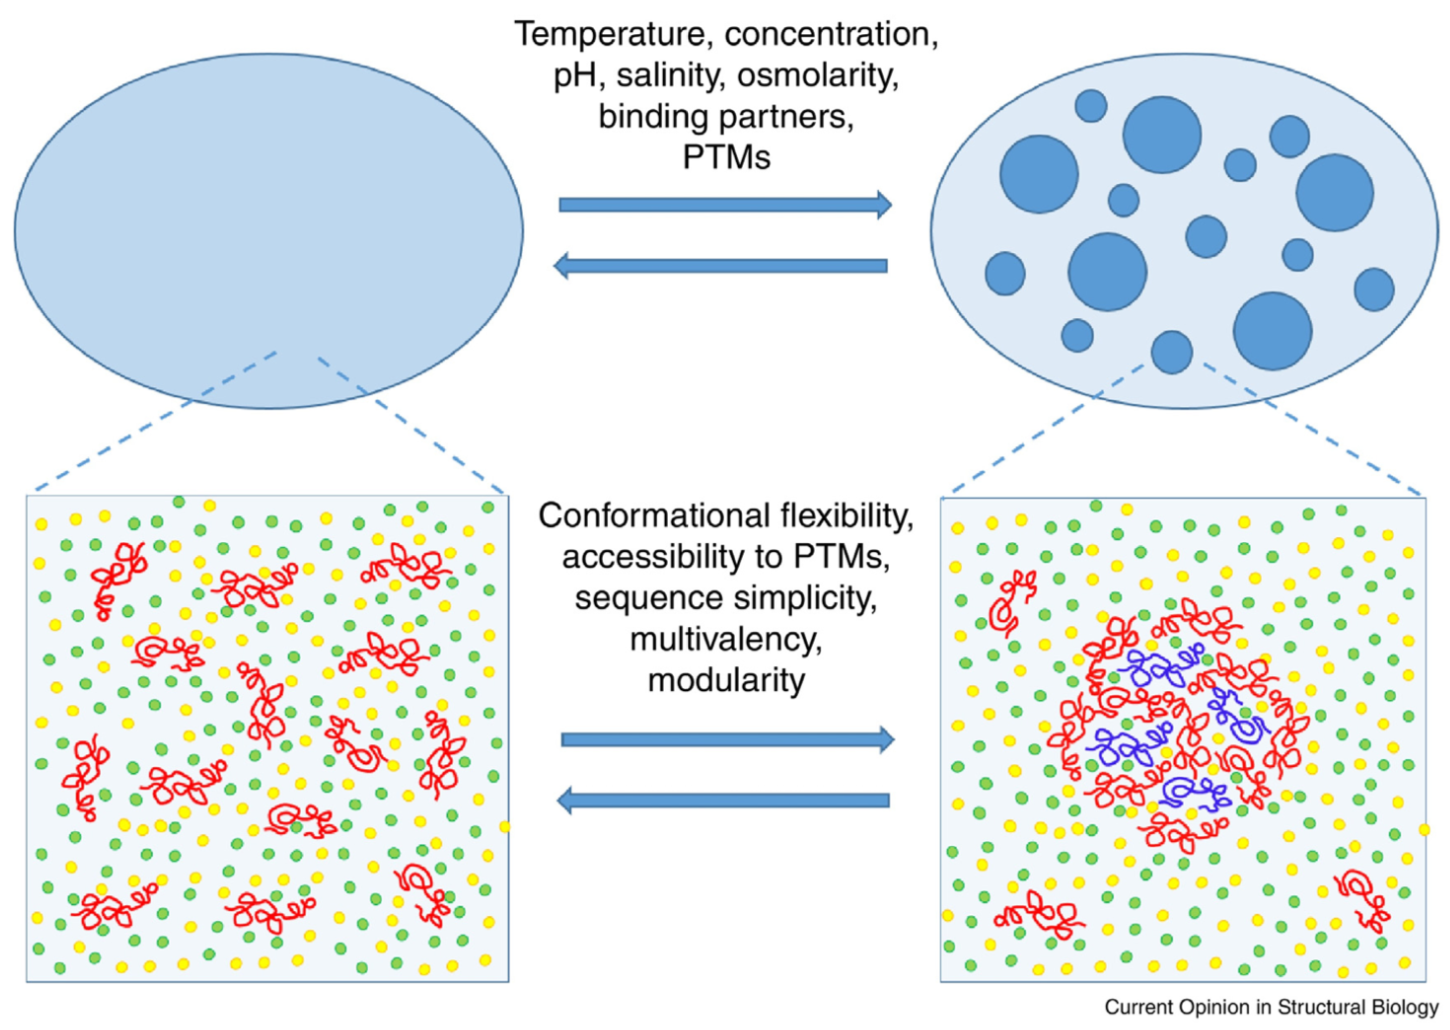 Temperature, concentration,
pH, salinity, osmolarity,
binding partners,
PTMs
Conformational flexibility,
accessibility to PTMs,
sequence simplicity,
multivalency,
modularity
Current Opinion in Structural Biology